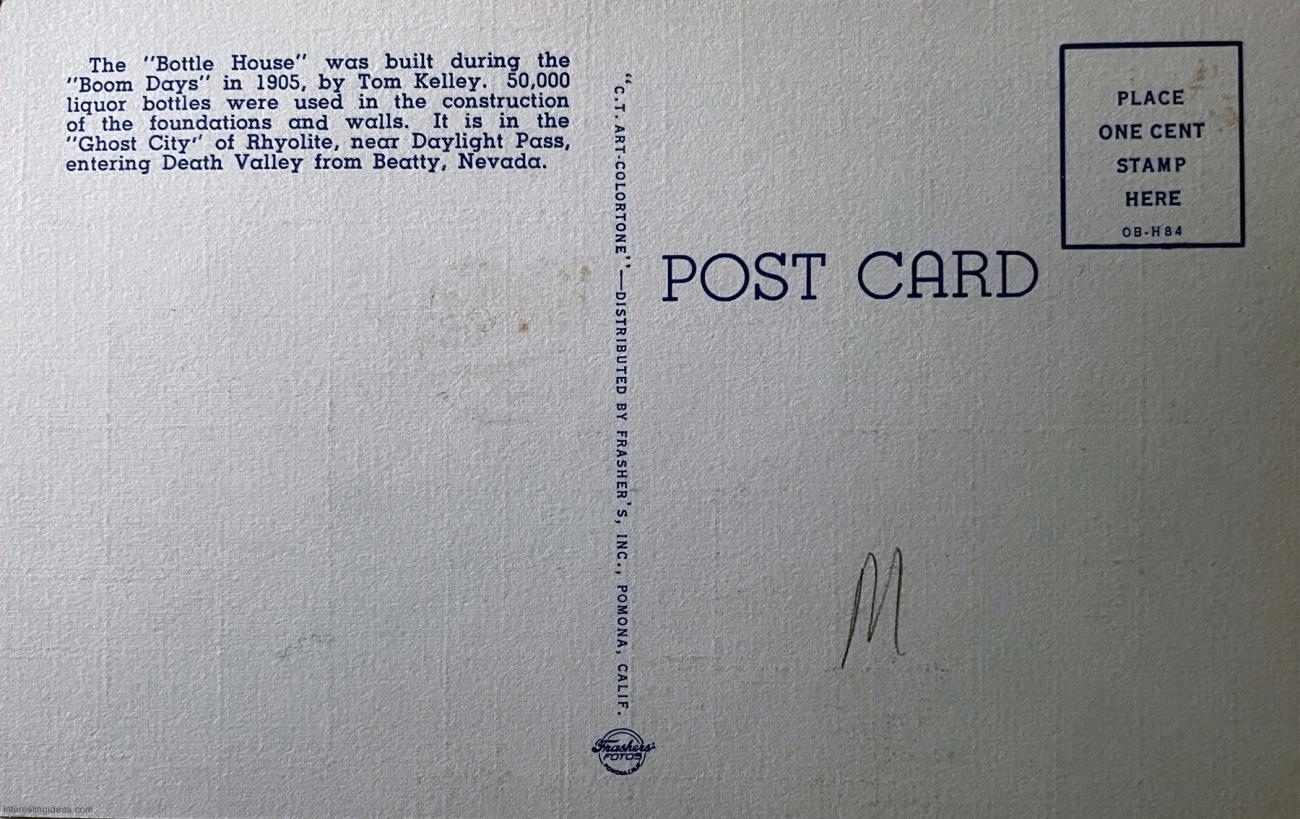 The "Bottle House" was built during the
"Boom Days" in 1905, by Tom Kelley. 50,000
liquor bottles were used in the construction
of the foundations and walls. It is in the
"Ghost City" of Rhyolite, near Daylight Pass,
entering Death Valley from Beatty, Nevada.
"C.T. ART-COLORTONE"—DISTRIBUTED BY FRASHER'S, INC., POMONA, CALIF.
Frashers'
FOTOS
POMONA, CALIF.
POST CARD
PLACE
ONE CENT
STAMP
HERE
OB-H84
M
interestingideas.com